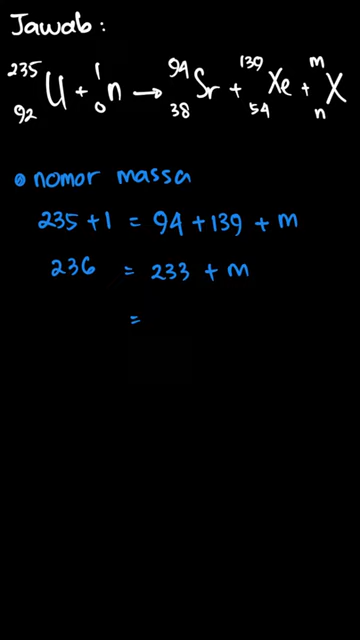 Jawab :
²³⁵₉₂U + ¹₀n → ⁹⁴₃₈Sr + ¹³⁹₅₄Xe + ᵐₙX
nomor massa
235 + 1 = 94 + 139 + m
236 = 233 + m
=